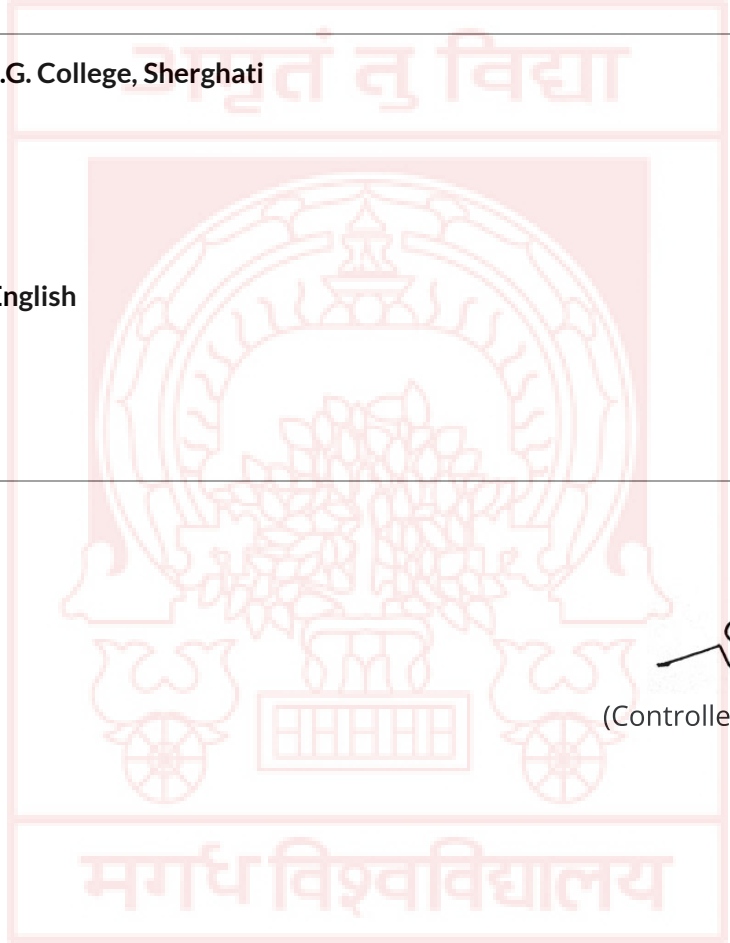 अमृतं तु विद्या
.G. College, Sherghati
English
(Controlle
मगध विश्वविद्यालय